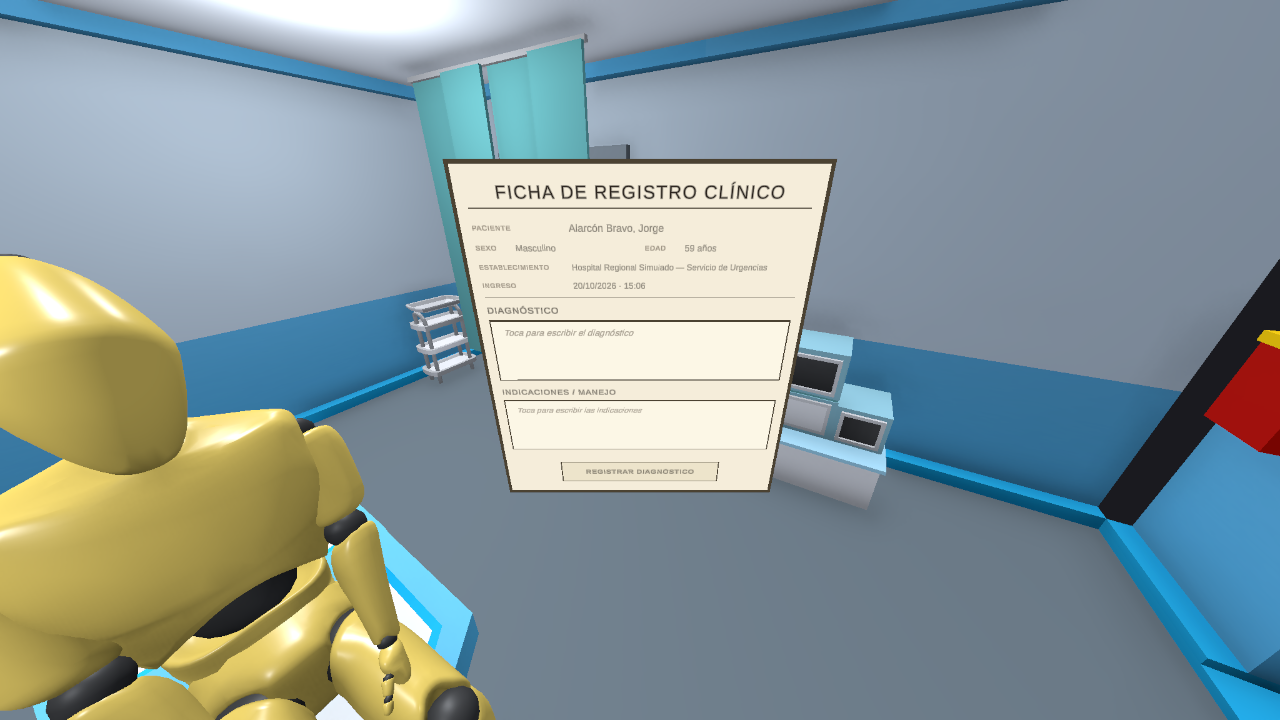 FICHA DE REGISTRO CLÍNICO
PACIENTE Alarcón Bravo, Jorge
SEXO Masculino EDAD 59 años
ESTABLECIMIENTO Hospital Regional Simulado — Servicio de Urgencias
INGRESO 20/10/2026 - 15:06
DIAGNÓSTICO
Toca para escribir el diagnóstico
INDICACIONES / MANEJO
Toca para escribir las indicaciones
REGISTRAR DIAGNÓSTICO